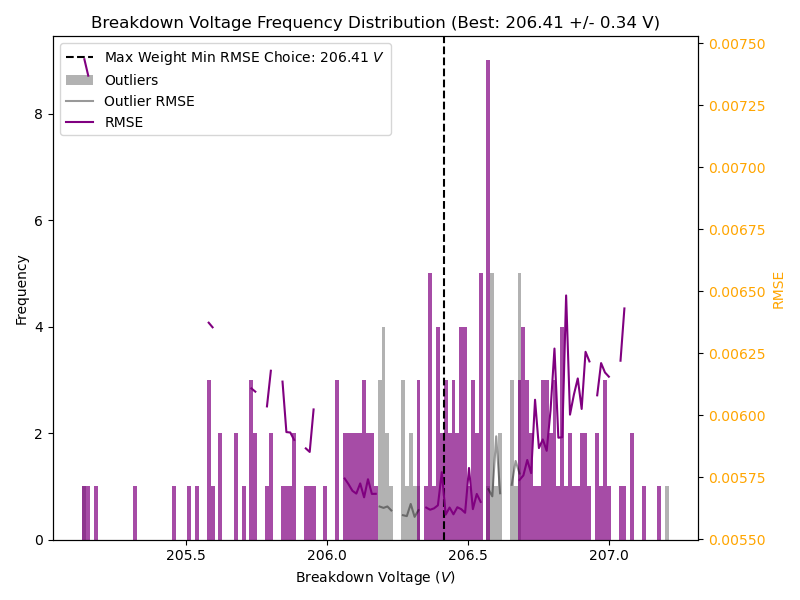 Breakdown Voltage Frequency Distribution (Best: 206.41 +/- 0.34 V)
Max Weight Min RMSE Choice: 206.41 V
Outliers
Outlier RMSE
RMSE
Frequency
8
6
4
2
0
0.00750
0.00725
0.00700
0.00675
0.00650
0.00625
0.00600
0.00575
0.00550
RMSE
205.5
206.0
206.5
207.0
Breakdown Voltage (V)